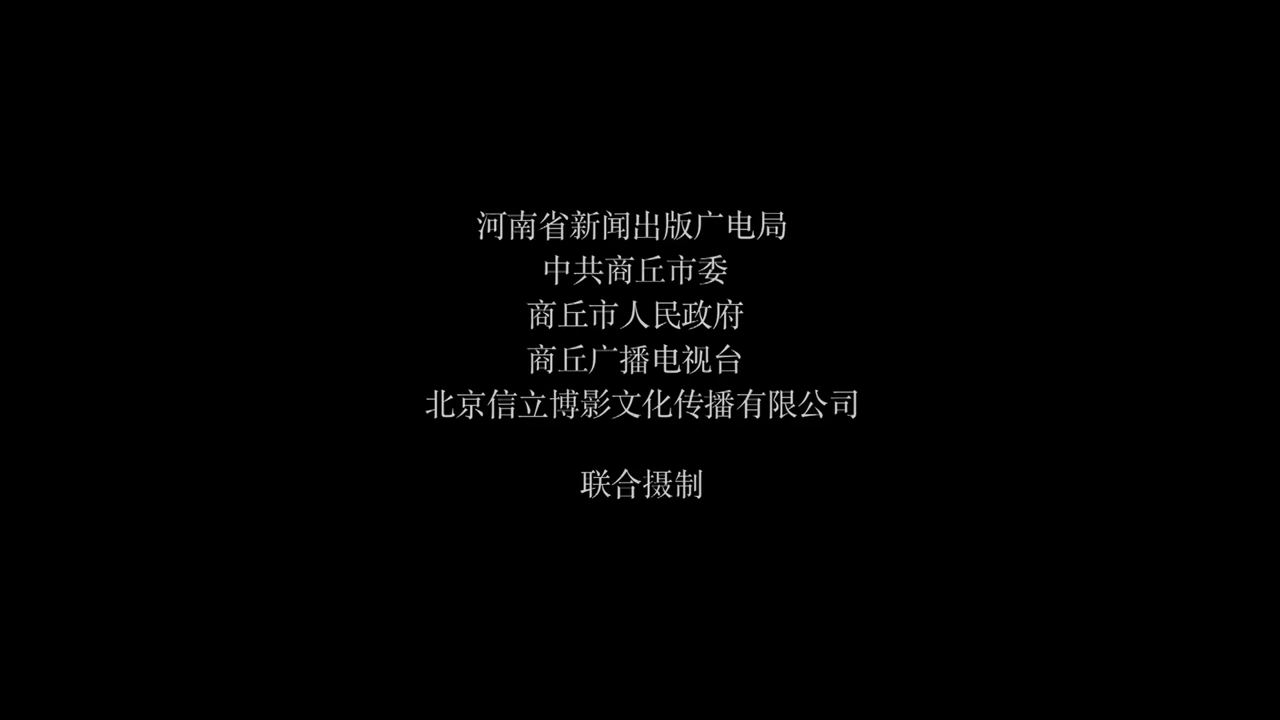 河南省新闻出版广电局
中共商丘市委
商丘市人民政府
商丘广播电视台
北京信立博影文化传播有限公司
联合摄制